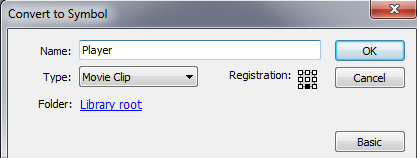 Convert to Symbol
Name: Player OK
Type: Movie Clip Registration: Cancel
Folder: Library root
Basic